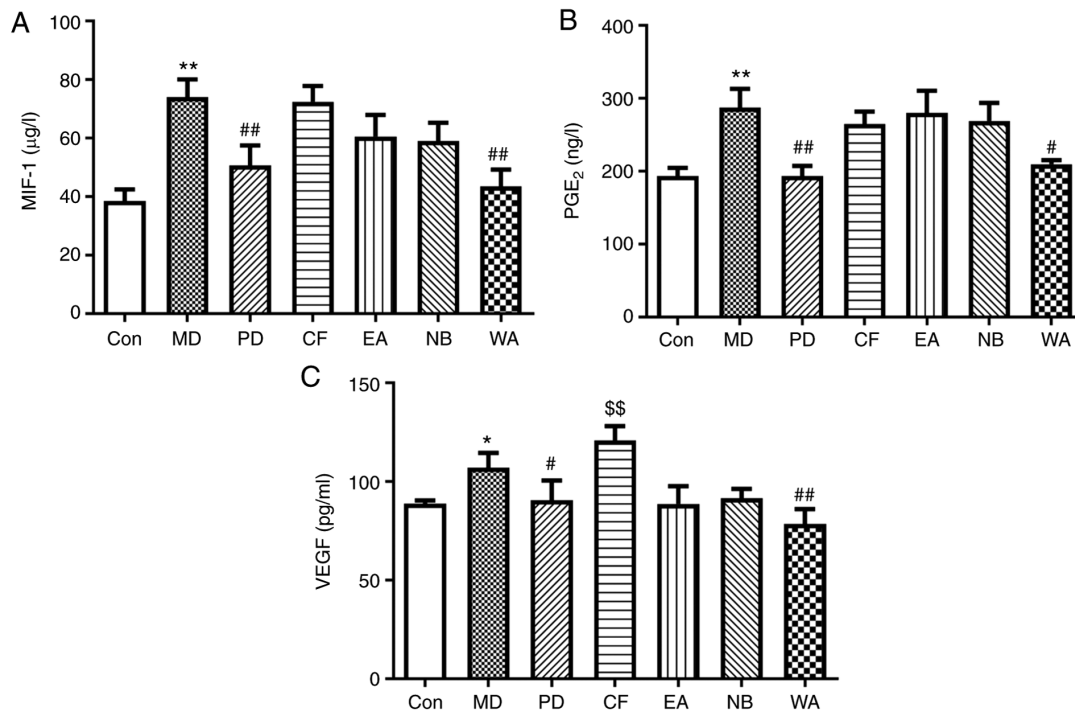 A
MIF-1 (μg/l)
100
80
60
40
20
0
**
##
##
Con MD PD CF EA NB WA
B
PGE2 (ng/l)
400
300
200
100
0
**
##
#
Con MD PD CF EA NB WA
C
VEGF (pg/ml)
150
100
50
0
*
#
$$
##
Con MD PD CF EA NB WA